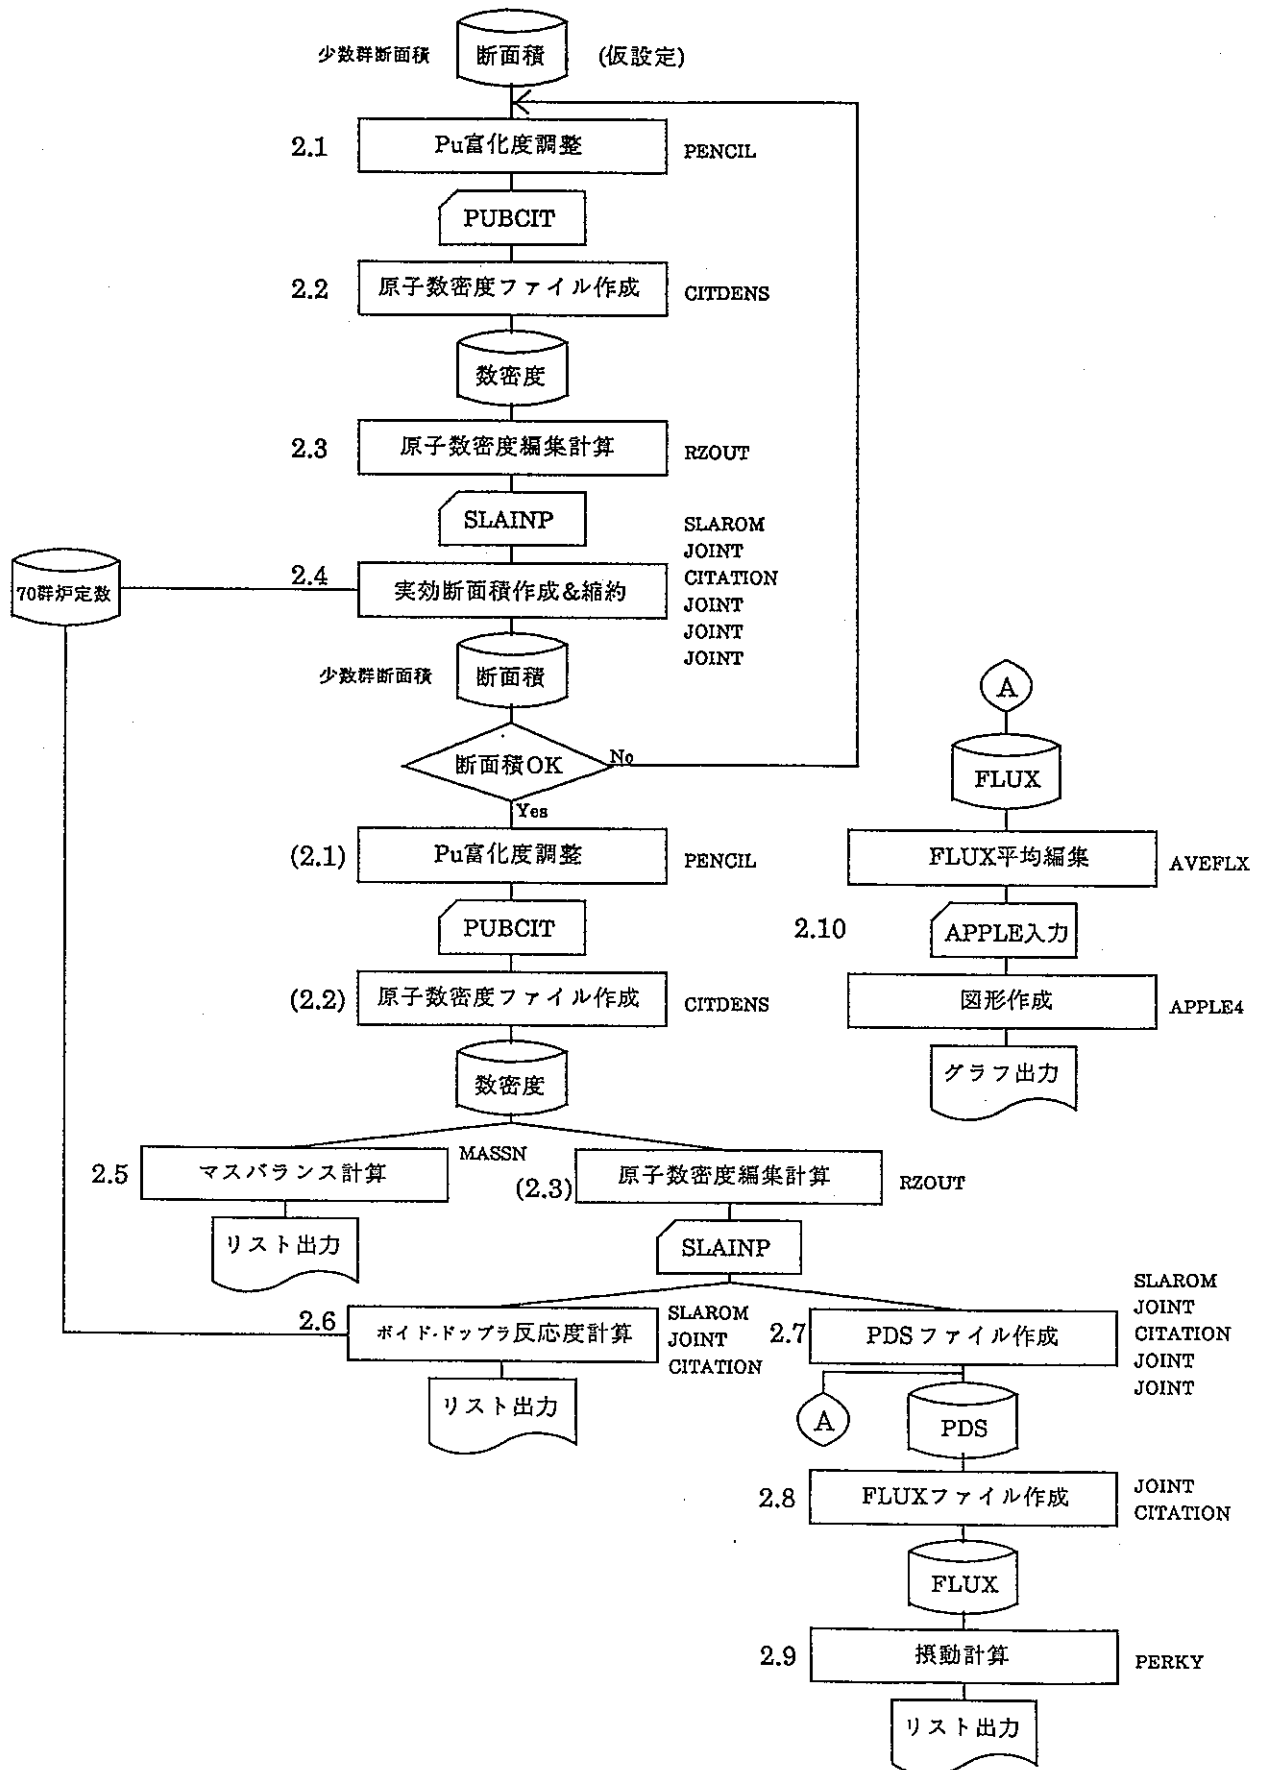 少数群断面積 断面積 (仮設定)
2.1 Pu富化度調整 PENCIL
PUBCIT
2.2 原子数密度ファイル作成 CITDENS
数密度
2.3 原子数密度編集計算 RZOUT
SLAINP
70群炉定数
2.4 実効断面積作成&縮約
SLAROM
JOINT
CITATION
JOINT
JOINT
JOINT
少数群断面積 断面積
断面積OK No
Yes
(2.1) Pu富化度調整 PENCIL
PUBCIT
(2.2) 原子数密度ファイル作成 CITDENS
数密度
2.5 マスバランス計算 MASSN
リスト出力
(2.3) 原子数密度編集計算 RZOUT
SLAINP
2.6 ボイド・ドップラ反応度計算
SLAROM
JOINT
CITATION
リスト出力
2.7 PDSファイル作成
SLAROM
JOINT
CITATION
JOINT
JOINT
A
PDS
2.8 FLUXファイル作成
JOINT
CITATION
FLUX
2.9 摂動計算 PERKY
リスト出力
A
FLUX
FLUX平均編集 AVEFLX
2.10 APPLE入力
図形作成 APPLE4
グラフ出力